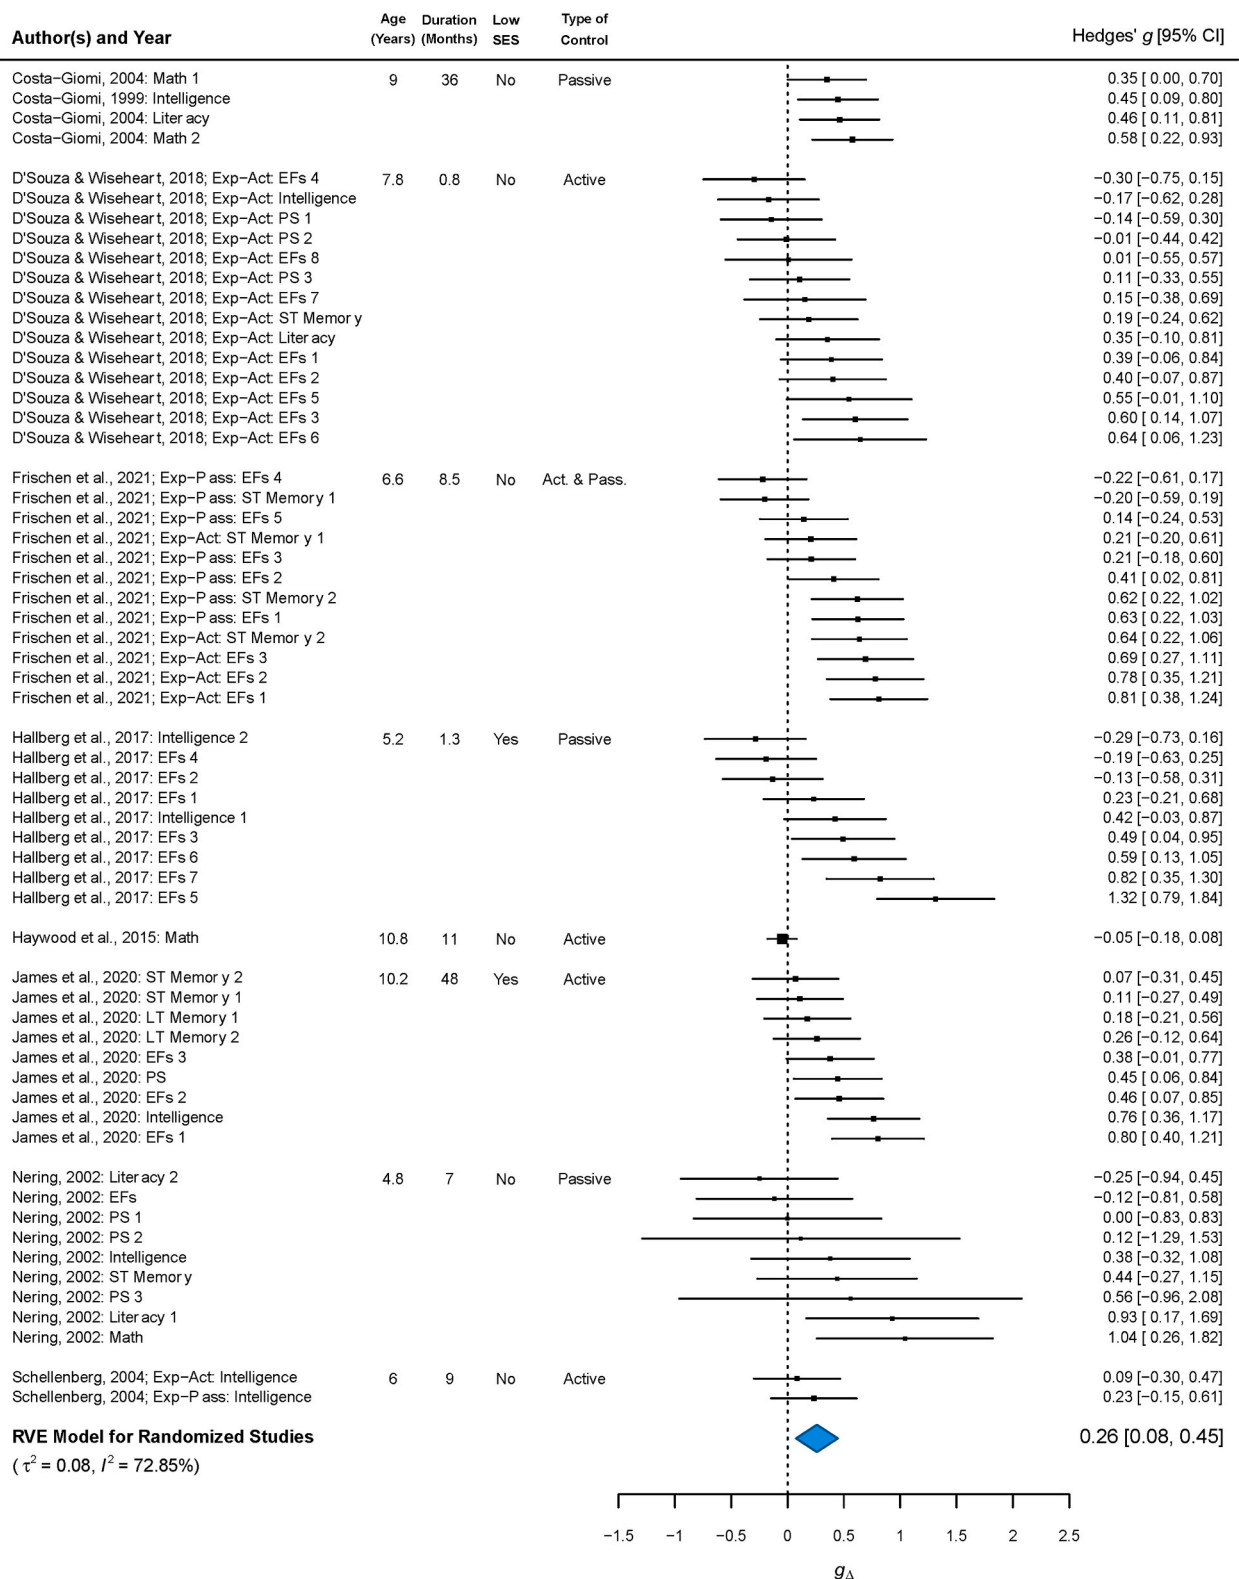 Author(s) and Year Age (Years) Duration (Months) Low SES Type of Control Hedges' g [95% CI]
Costa−Giomi, 2004: Math 1 9 36 No Passive 0.35 [ 0.00, 0.70]
Costa−Giomi, 1999: Intelligence 0.45 [ 0.09, 0.80]
Costa−Giomi, 2004: Literacy 0.46 [ 0.11, 0.81]
Costa−Giomi, 2004: Math 2 0.58 [ 0.22, 0.93]
D'Souza & Wiseheart, 2018; Exp−Act: EFs 4 7.8 0.8 No Active −0.30 [−0.75, 0.15]
D'Souza & Wiseheart, 2018; Exp−Act: Intelligence −0.17 [−0.62, 0.28]
D'Souza & Wiseheart, 2018; Exp−Act: PS 1 −0.14 [−0.59, 0.30]
D'Souza & Wiseheart, 2018; Exp−Act: PS 2 −0.01 [−0.44, 0.42]
D'Souza & Wiseheart, 2018; Exp−Act: EFs 8 0.01 [−0.55, 0.57]
D'Souza & Wiseheart, 2018; Exp−Act: PS 3 0.11 [−0.33, 0.55]
D'Souza & Wiseheart, 2018; Exp−Act: EFs 7 0.15 [−0.38, 0.69]
D'Souza & Wiseheart, 2018; Exp−Act: ST Memory 0.19 [−0.24, 0.62]
D'Souza & Wiseheart, 2018; Exp−Act: Literacy 0.35 [−0.10, 0.81]
D'Souza & Wiseheart, 2018; Exp−Act: EFs 1 0.39 [−0.06, 0.84]
D'Souza & Wiseheart, 2018; Exp−Act: EFs 2 0.40 [−0.07, 0.87]
D'Souza & Wiseheart, 2018; Exp−Act: EFs 5 0.55 [−0.01, 1.10]
D'Souza & Wiseheart, 2018; Exp−Act: EFs 3 0.60 [ 0.14, 1.07]
D'Souza & Wiseheart, 2018; Exp−Act: EFs 6 0.64 [ 0.06, 1.23]
Frischen et al., 2021; Exp−Pass: EFs 4 6.6 8.5 No Act. & Pass. −0.22 [−0.61, 0.17]
Frischen et al., 2021; Exp−Pass: ST Memory 1 −0.20 [−0.59, 0.19]
Frischen et al., 2021; Exp−Pass: EFs 5 0.14 [−0.24, 0.53]
Frischen et al., 2021; Exp−Act: ST Memory 1 0.21 [−0.20, 0.61]
Frischen et al., 2021; Exp−Pass: EFs 3 0.21 [−0.18, 0.60]
Frischen et al., 2021; Exp−Pass: EFs 2 0.41 [ 0.02, 0.81]
Frischen et al., 2021; Exp−Pass: ST Memory 2 0.62 [ 0.22, 1.02]
Frischen et al., 2021; Exp−Pass: EFs 1 0.63 [ 0.22, 1.03]
Frischen et al., 2021; Exp−Act: ST Memory 2 0.64 [ 0.22, 1.06]
Frischen et al., 2021; Exp−Act: EFs 3 0.69 [ 0.27, 1.11]
Frischen et al., 2021; Exp−Act: EFs 2 0.78 [ 0.35, 1.21]
Frischen et al., 2021; Exp−Act: EFs 1 0.81 [ 0.38, 1.24]
Hallberg et al., 2017: Intelligence 2 5.2 1.3 Yes Passive −0.29 [−0.73, 0.16]
Hallberg et al., 2017: EFs 4 −0.19 [−0.63, 0.25]
Hallberg et al., 2017: EFs 2 −0.13 [−0.58, 0.31]
Hallberg et al., 2017: EFs 1 0.23 [−0.21, 0.68]
Hallberg et al., 2017: Intelligence 1 0.42 [−0.03, 0.87]
Hallberg et al., 2017: EFs 3 0.49 [ 0.04, 0.95]
Hallberg et al., 2017: EFs 6 0.59 [ 0.13, 1.05]
Hallberg et al., 2017: EFs 7 0.82 [ 0.35, 1.30]
Hallberg et al., 2017: EFs 5 1.32 [ 0.79, 1.84]
Haywood et al., 2015: Math 10.8 11 No Active −0.05 [−0.18, 0.08]
James et al., 2020: ST Memory 2 10.2 48 Yes Active 0.07 [−0.31, 0.45]
James et al., 2020: ST Memory 1 0.11 [−0.27, 0.49]
James et al., 2020: LT Memory 1 0.18 [−0.21, 0.56]
James et al., 2020: LT Memory 2 0.26 [−0.12, 0.64]
James et al., 2020: EFs 3 0.38 [−0.01, 0.77]
James et al., 2020: PS 0.45 [ 0.06, 0.84]
James et al., 2020: EFs 2 0.46 [ 0.07, 0.85]
James et al., 2020: Intelligence 0.76 [ 0.36, 1.17]
James et al., 2020: EFs 1 0.80 [ 0.40, 1.21]
Nering, 2002: Literacy 2 4.8 7 No Passive −0.25 [−0.94, 0.45]
Nering, 2002: EFs −0.12 [−0.81, 0.58]
Nering, 2002: PS 1 0.00 [−0.83, 0.83]
Nering, 2002: PS 2 0.12 [−1.29, 1.53]
Nering, 2002: Intelligence 0.38 [−0.32, 1.08]
Nering, 2002: ST Memory 0.44 [−0.27, 1.15]
Nering, 2002: PS 3 0.56 [−0.96, 2.08]
Nering, 2002: Literacy 1 0.93 [ 0.17, 1.69]
Nering, 2002: Math 1.04 [ 0.26, 1.82]
Schellenberg, 2004; Exp−Act: Intelligence 6 9 No Active 0.09 [−0.30, 0.47]
Schellenberg, 2004; Exp−Pass: Intelligence 0.23 [−0.15, 0.61]
RVE Model for Randomized Studies 0.26 [0.08, 0.45]
( τ² = 0.08, I² = 72.85%)
−1.5 −1 −0.5 0 0.5 1 1.5 2 2.5
gΔ